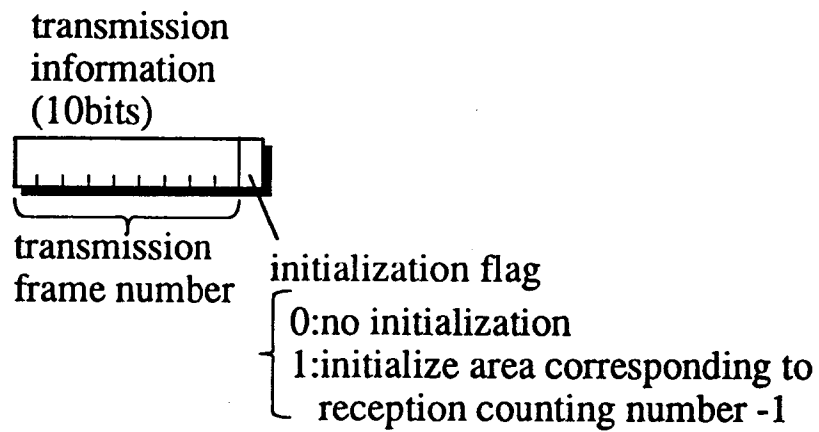 transmission
information
(10bits)
transmission
frame number
initialization flag
0:no initialization
1:initialize area corresponding to
reception counting number -1